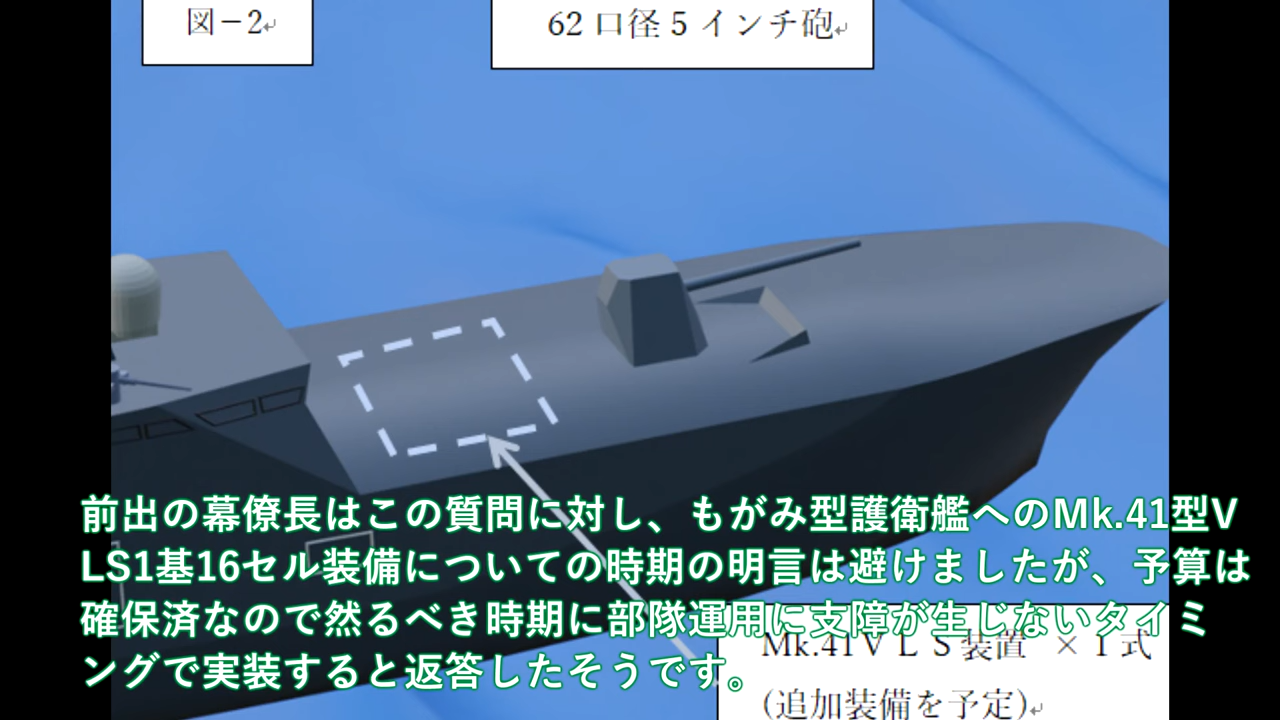 図－2
62 口径 5 インチ砲
前出の幕僚長はこの質問に対し、もがみ型護衛艦へのMk.41型V
LS1基16セル装備についての時期の明言は避けましたが、予算は
確保済なので然るべき時期に部隊運用に支障が生じないタイミ
ングで実装すると返答したそうです。
Mk.41ＶＬＳ装置 × 1 式
(追加装備を予定)